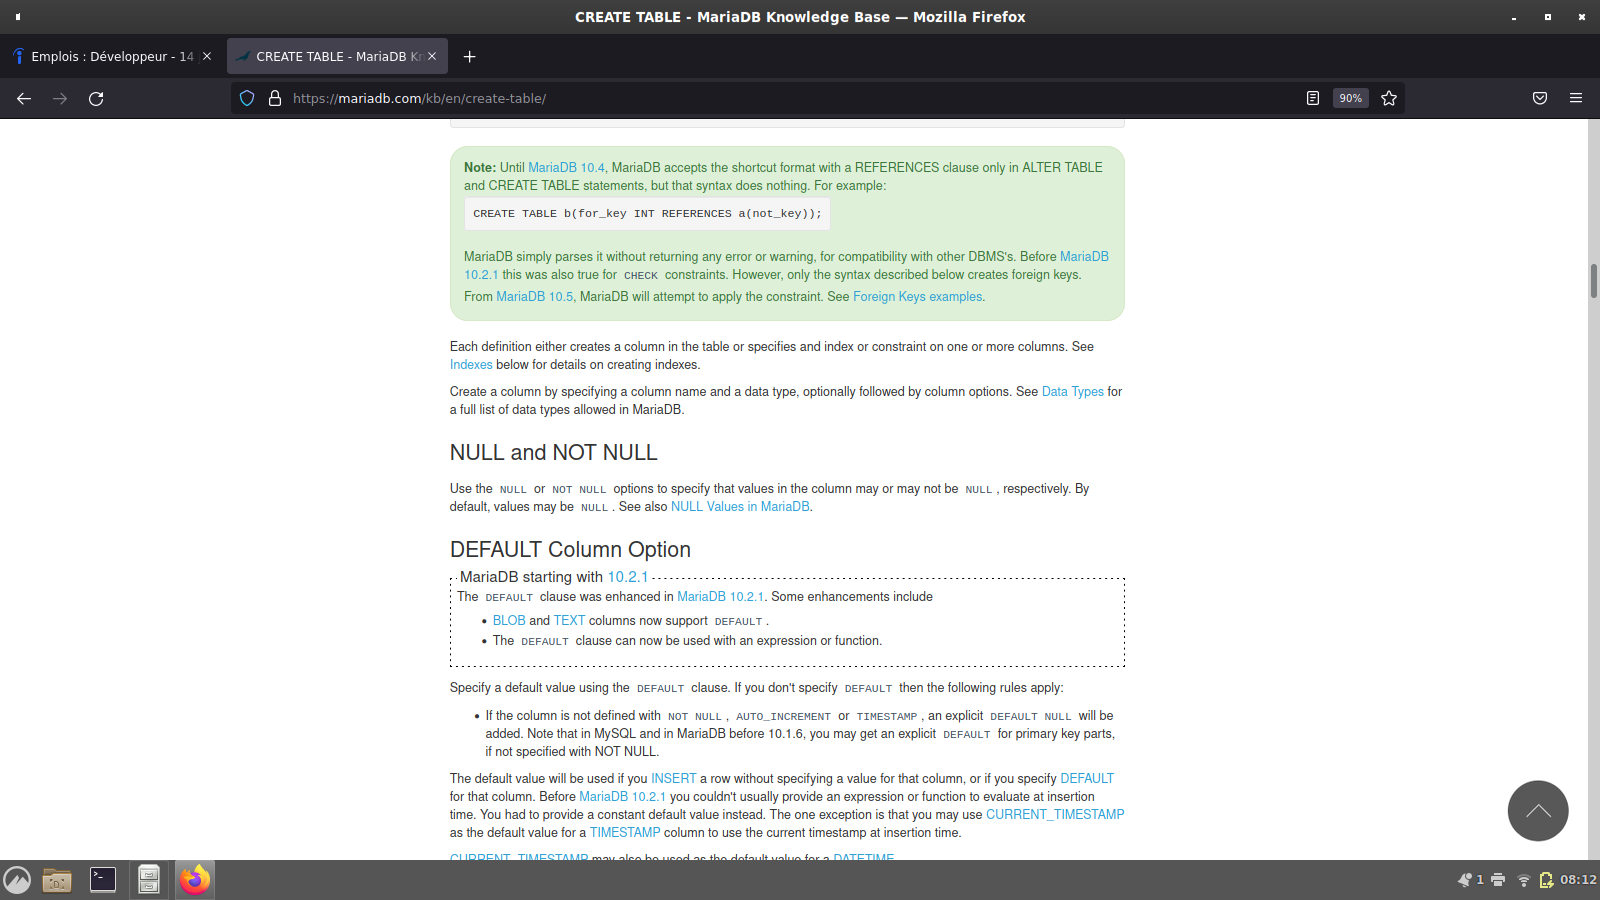 CREATE TABLE - MariaDB Knowledge Base — Mozilla Firefox
Emplois : Développeur - 14
CREATE TABLE - MariaDB Kn
https://mariadb.com/kb/en/create-table/
90%
Note: Until MariaDB 10.4, MariaDB accepts the shortcut format with a REFERENCES clause only in ALTER TABLE
and CREATE TABLE statements, but that syntax does nothing. For example:
CREATE TABLE b(for_key INT REFERENCES a(not_key));
MariaDB simply parses it without returning any error or warning, for compatibility with other DBMS's. Before MariaDB
10.2.1 this was also true for CHECK constraints. However, only the syntax described below creates foreign keys.
From MariaDB 10.5, MariaDB will attempt to apply the constraint. See Foreign Keys examples.
Each definition either creates a column in the table or specifies and index or constraint on one or more columns. See
Indexes below for details on creating indexes.
Create a column by specifying a column name and a data type, optionally followed by column options. See Data Types for
a full list of data types allowed in MariaDB.
NULL and NOT NULL
Use the NULL or NOT NULL options to specify that values in the column may or may not be NULL, respectively. By
default, values may be NULL. See also NULL Values in MariaDB.
DEFAULT Column Option
MariaDB starting with 10.2.1
The DEFAULT clause was enhanced in MariaDB 10.2.1. Some enhancements include
• BLOB and TEXT columns now support DEFAULT.
• The DEFAULT clause can now be used with an expression or function.
Specify a default value using the DEFAULT clause. If you don't specify DEFAULT then the following rules apply:
• If the column is not defined with NOT NULL, AUTO_INCREMENT or TIMESTAMP, an explicit DEFAULT NULL will be
added. Note that in MySQL and in MariaDB before 10.1.6, you may get an explicit DEFAULT for primary key parts,
if not specified with NOT NULL.
The default value will be used if you INSERT a row without specifying a value for that column, or if you specify DEFAULT
for that column. Before MariaDB 10.2.1 you couldn't usually provide an expression or function to evaluate at insertion
time. You had to provide a constant default value instead. The one exception is that you may use CURRENT_TIMESTAMP
as the default value for a TIMESTAMP column to use the current timestamp at insertion time.
CURRENT_TIMESTAMP may also be used as the default value for a DATETIME
1
08:12